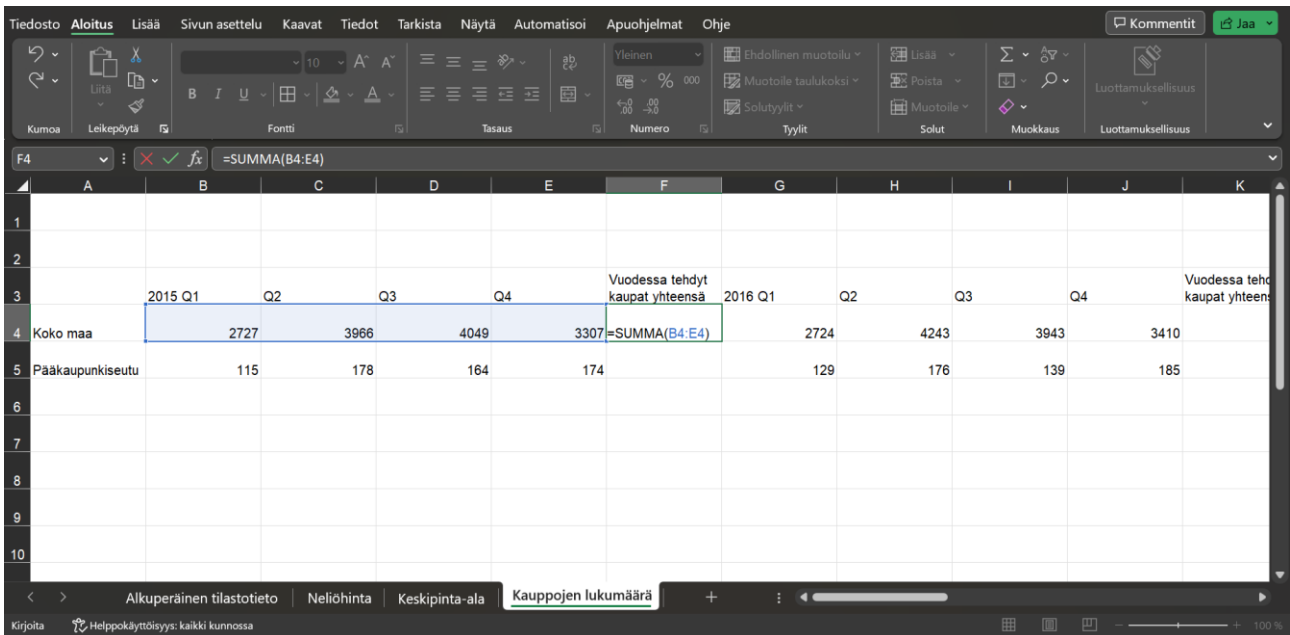 Tiedosto Aloitus Lisää Sivun asettelu Kaavat Tiedot Tarkista Näytä Automatisoi Apuohjelmat Ohje Kommentit Jaa
Liitä
10 A A
B I U A
ab
Yleinen
% 000
Ehdollinen muotoilu
Muotoile taulukoksi
Solutyylit
Lisää
Poista
Muotoile
Luottamuksellisuus
Kumoa Leikepöytä Fontti Tasaus Numero Tyylit Solut Muokkaus Luottamuksellisuus
F4 fx =SUMMA(B4:E4)
A B C D E F G H I J K
1
2
3 2015 Q1 Q2 Q3 Q4 Vuodessa tehdyt kaupat yhteensä 2016 Q1 Q2 Q3 Q4 Vuodessa tehd kaupat yhteens
4 Koko maa 2727 3966 4049 3307 =SUMMA(B4:E4) 2724 4243 3943 3410
5 Pääkaupunkiseutu 115 178 164 174 129 176 139 185
6
7
8
9
10
Alkuperäinen tilastotieto Neliöhinta Keskipinta-ala Kauppojen lukumäärä +
Kirjoita Helppokäyttöisyys: kaikki kunnossa 100 %